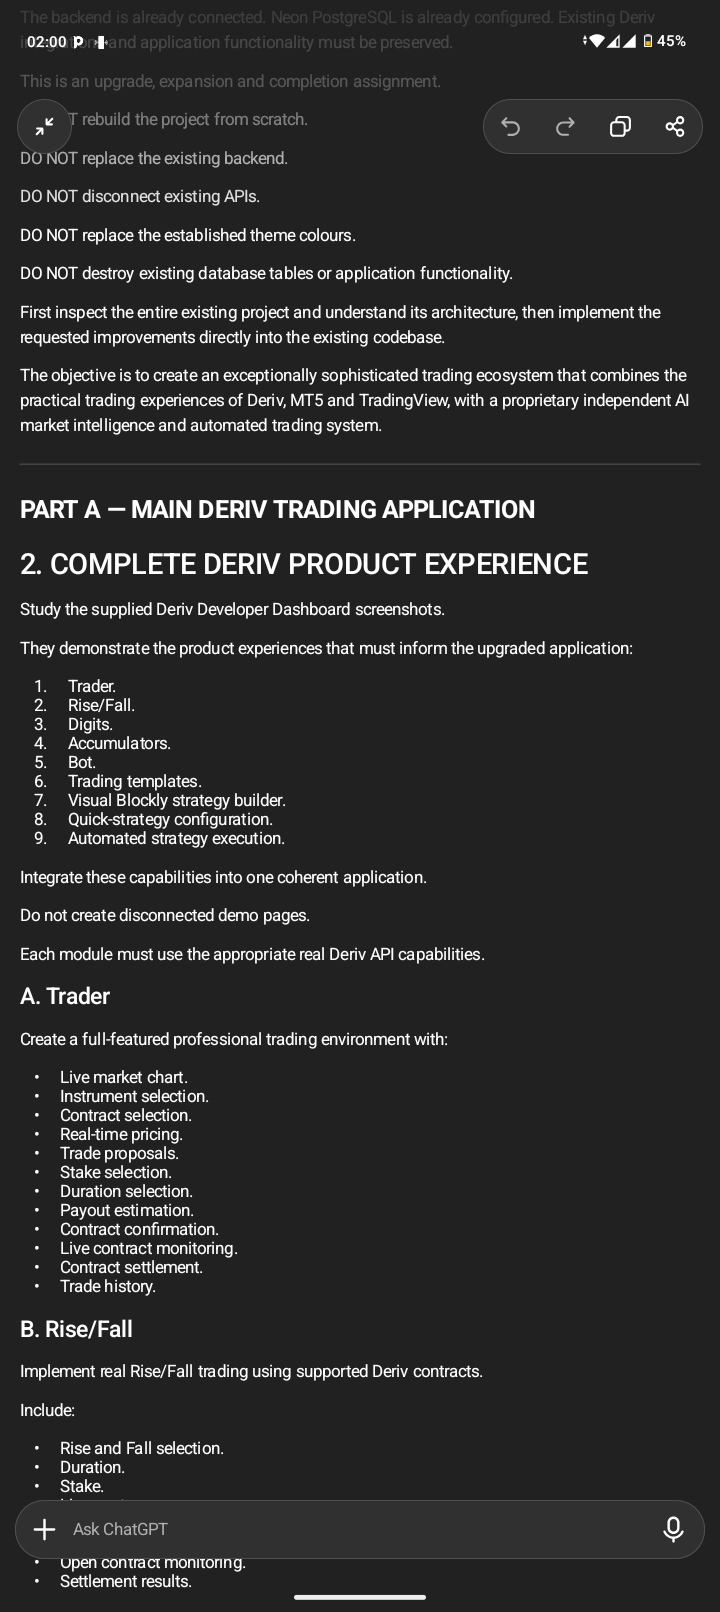 The backend is already connected. Neon PostgreSQL is already configured. Existing Deriv
and application functionality must be preserved.
02:00
45%
This is an upgrade, expansion and completion assignment.
T rebuild the project from scratch.
DO NOT replace the existing backend.
DO NOT disconnect existing APIs.
DO NOT replace the established theme colours.
DO NOT destroy existing database tables or application functionality.
First inspect the entire existing project and understand its architecture, then implement the
requested improvements directly into the existing codebase.
The objective is to create an exceptionally sophisticated trading ecosystem that combines the
practical trading experiences of Deriv, MT5 and TradingView, with a proprietary independent AI
market intelligence and automated trading system.
PART A — MAIN DERIV TRADING APPLICATION
2. COMPLETE DERIV PRODUCT EXPERIENCE
Study the supplied Deriv Developer Dashboard screenshots.
They demonstrate the product experiences that must inform the upgraded application:
1. Trader.
2. Rise/Fall.
3. Digits.
4. Accumulators.
5. Bot.
6. Trading templates.
7. Visual Blockly strategy builder.
8. Quick-strategy configuration.
9. Automated strategy execution.
Integrate these capabilities into one coherent application.
Do not create disconnected demo pages.
Each module must use the appropriate real Deriv API capabilities.
A. Trader
Create a full-featured professional trading environment with:
• Live market chart.
• Instrument selection.
• Contract selection.
• Real-time pricing.
• Trade proposals.
• Stake selection.
• Duration selection.
• Payout estimation.
• Contract confirmation.
• Live contract monitoring.
• Contract settlement.
• Trade history.
B. Rise/Fall
Implement real Rise/Fall trading using supported Deriv contracts.
Include:
• Rise and Fall selection.
• Duration.
• Stake.
Ask ChatGPT
• Open contract monitoring.
• Settlement results.